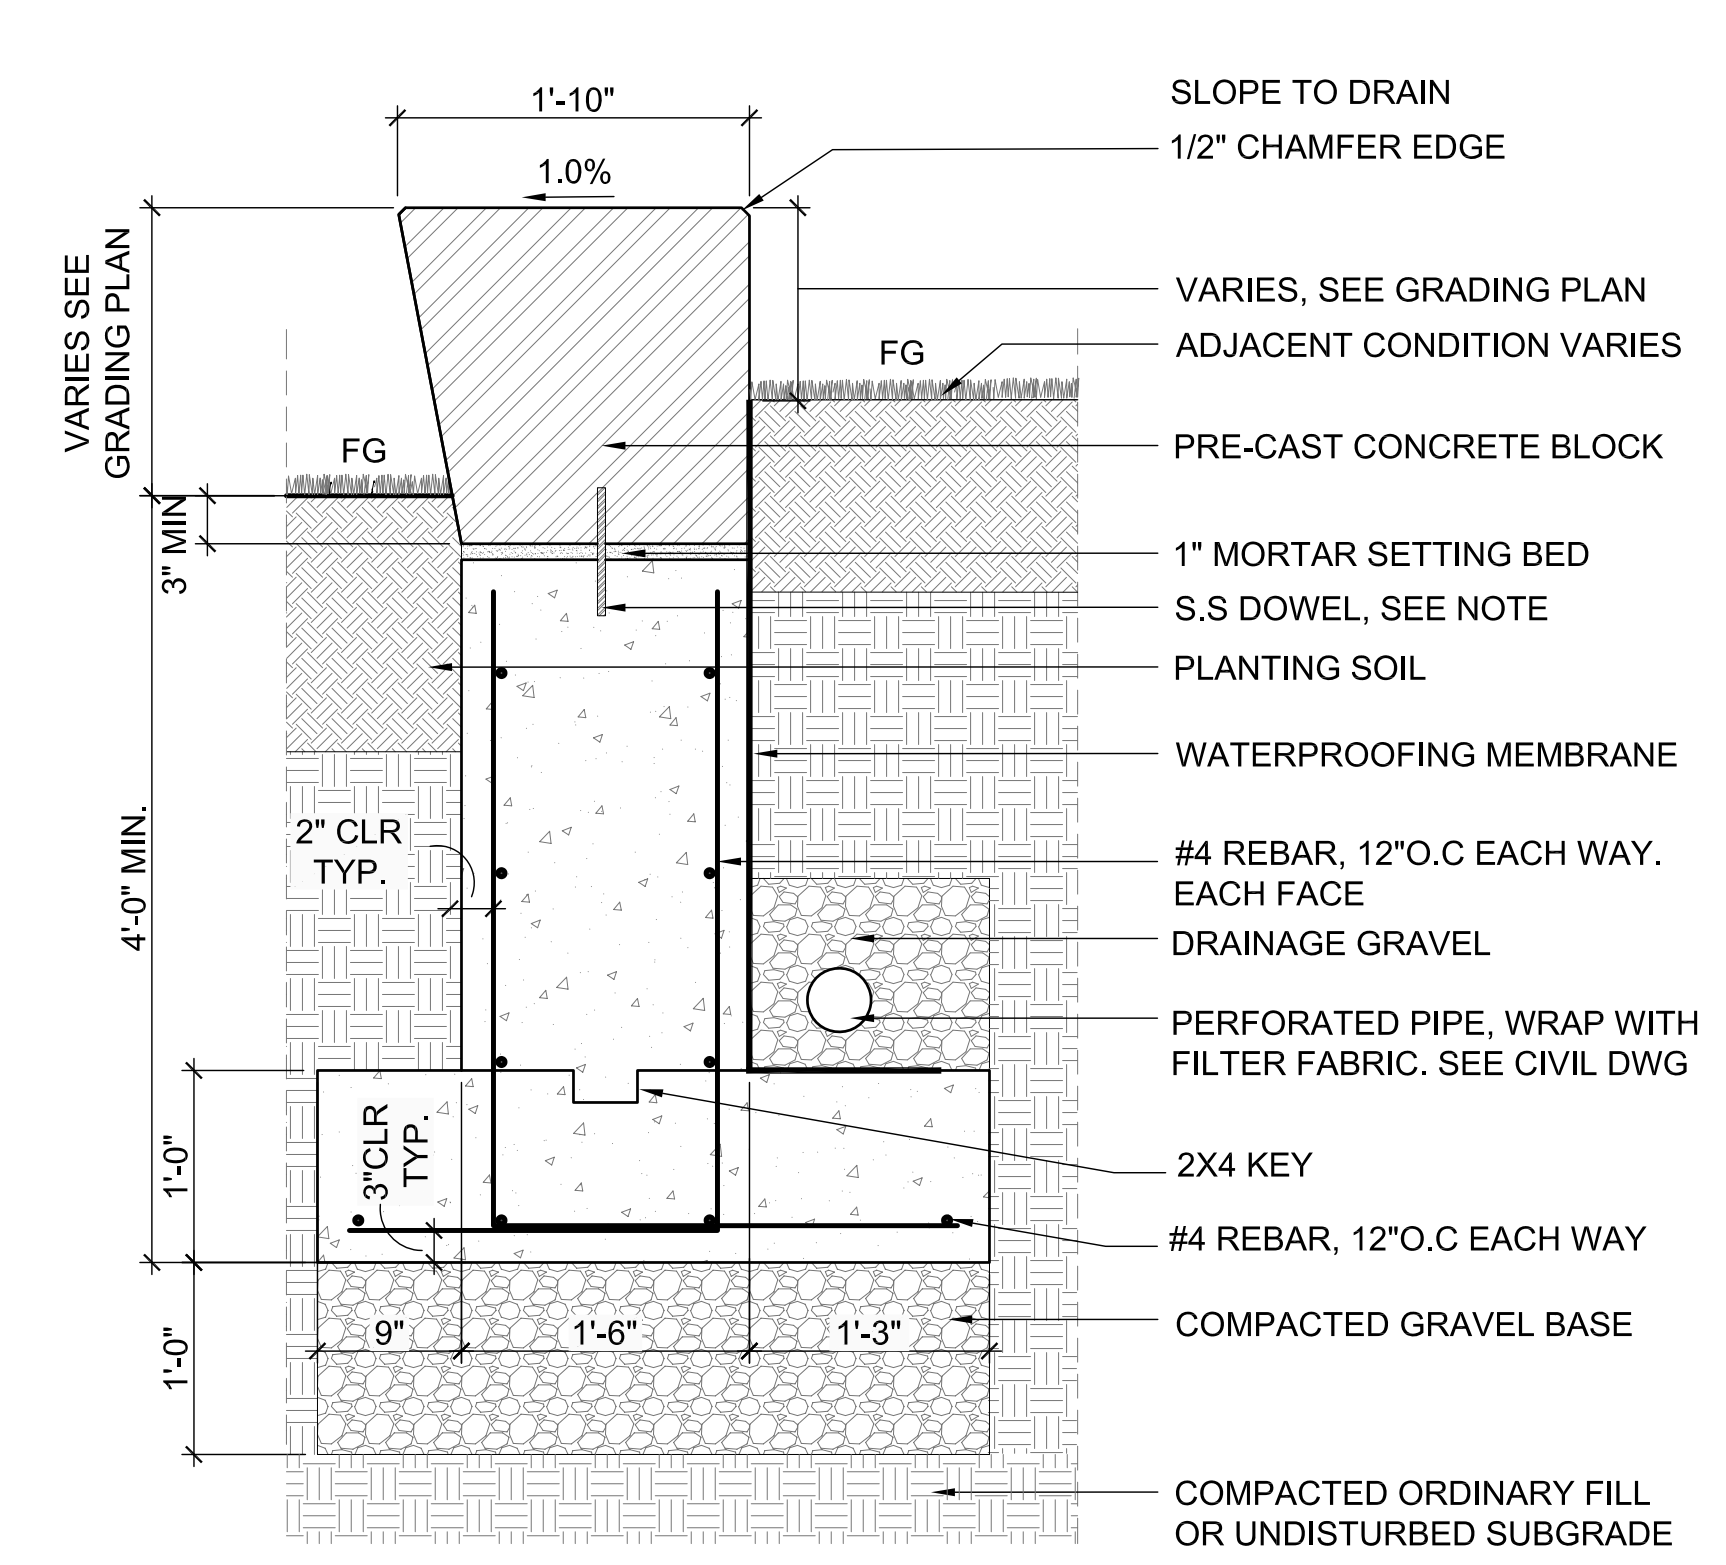 1'-10"
SLOPE TO DRAIN
1/2" CHAMFER EDGE
1.0%
VARIES SEE
GRADING PLAN
VARIES, SEE GRADING PLAN
FG
ADJACENT CONDITION VARIES
FG
PRE-CAST CONCRETE BLOCK
3" MIN
1" MORTAR SETTING BED
S.S DOWEL, SEE NOTE
PLANTING SOIL
WATERPROOFING MEMBRANE
2" CLR
TYP.
4'-0" MIN.
#4 REBAR, 12"O.C EACH WAY.
EACH FACE
DRAINAGE GRAVEL
PERFORATED PIPE, WRAP WITH
FILTER FABRIC. SEE CIVIL DWG
3"CLR
TYP.
1'-0"
2X4 KEY
#4 REBAR, 12"O.C EACH WAY
COMPACTED GRAVEL BASE
9"
1'-6"
1'-3"
1'-0"
COMPACTED ORDINARY FILL
OR UNDISTURBED SUBGRADE